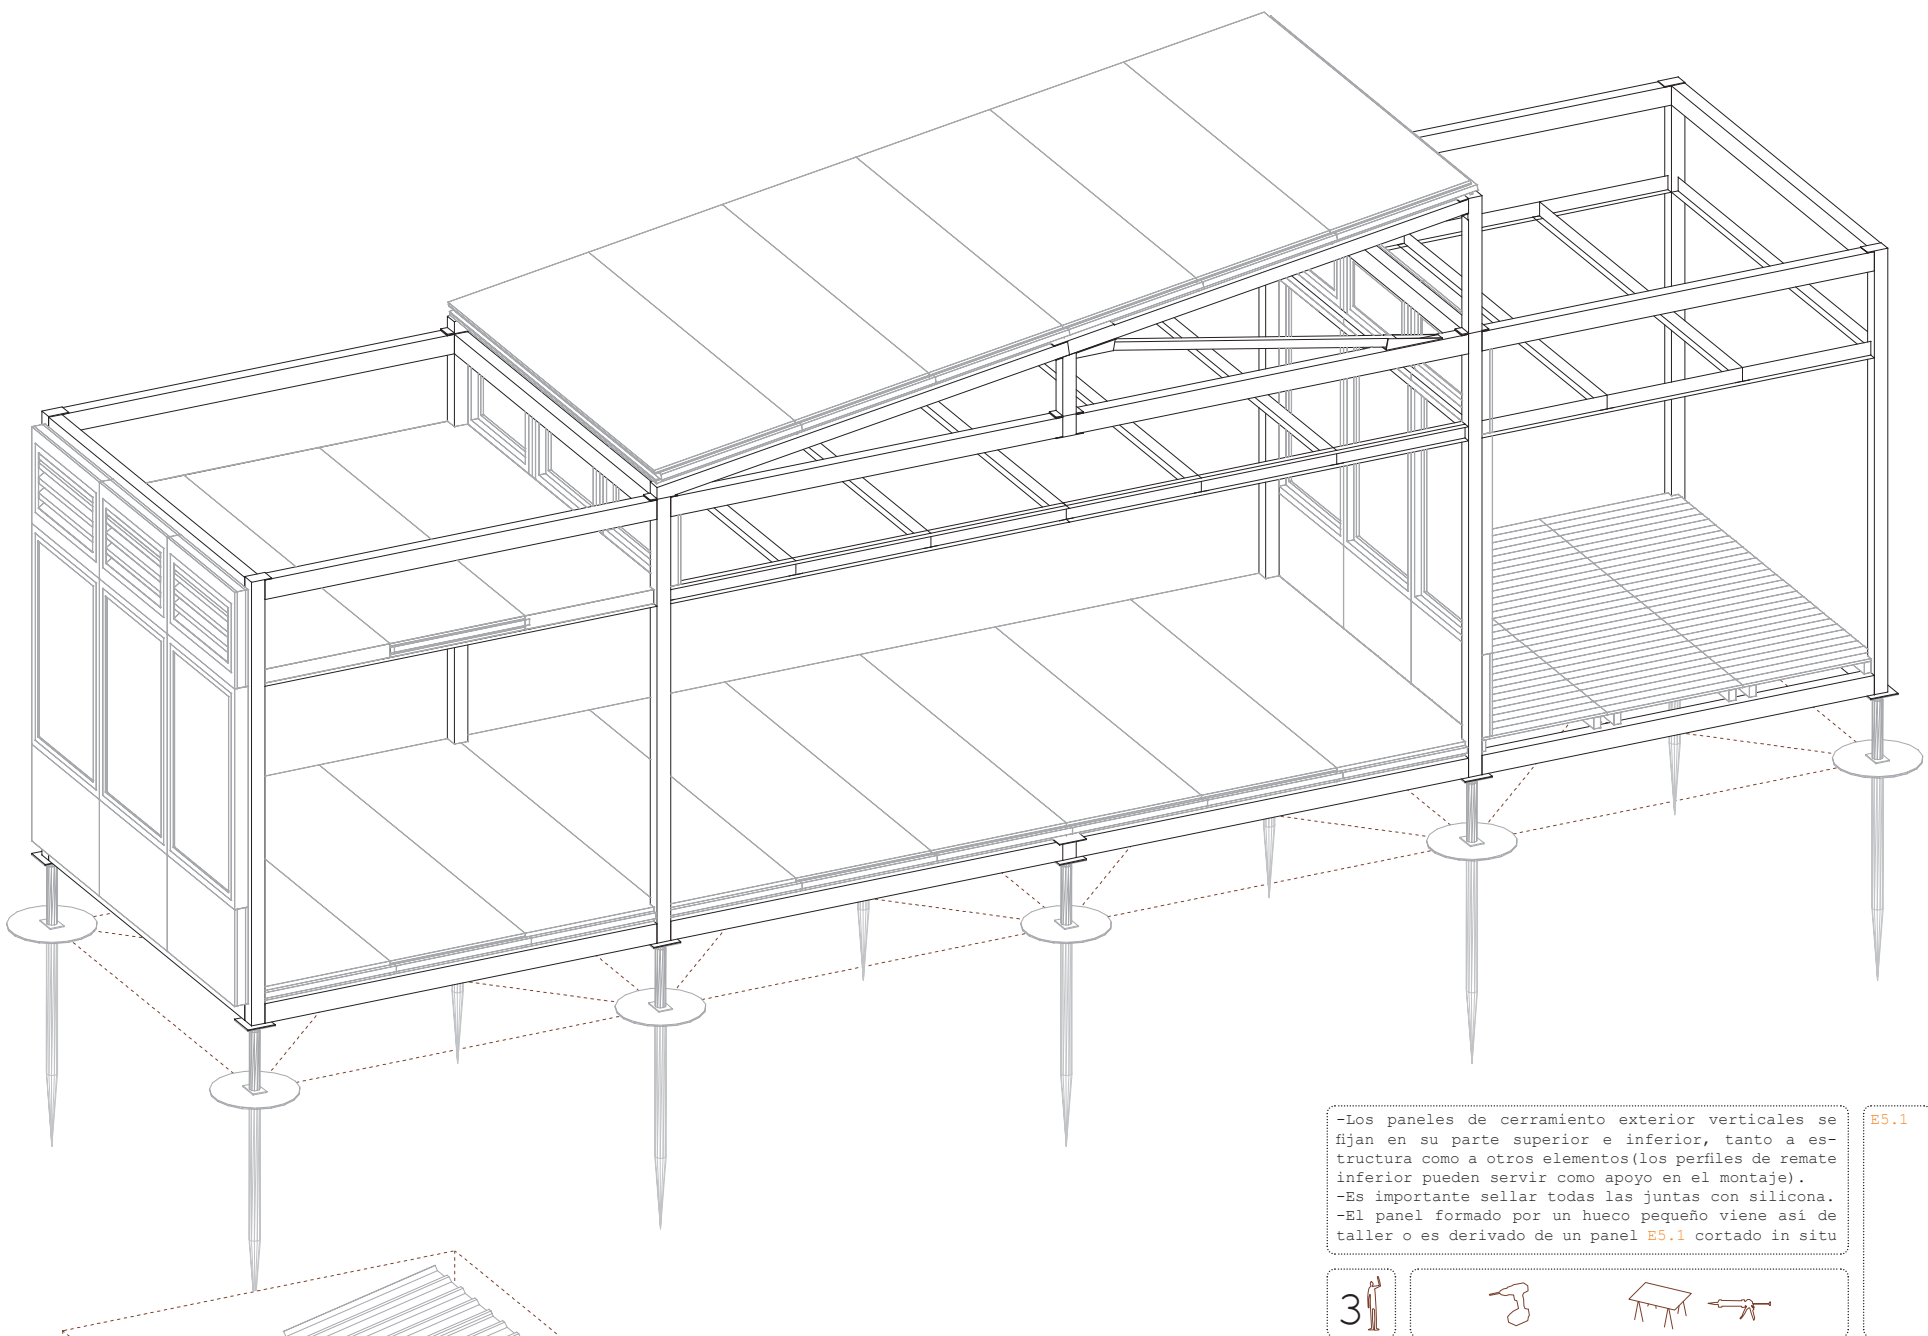 -Los paneles de cerramiento exterior verticales se
fijan en su parte superior e inferior, tanto a es-
tructura como a otros elementos(los perfiles de remate
inferior pueden servir como apoyo en el montaje).
-Es importante sellar todas las juntas con silicona.
-El panel formado por un hueco pequeño viene así de
taller o es derivado de un panel E5.1 cortado in situ
E5.1
3